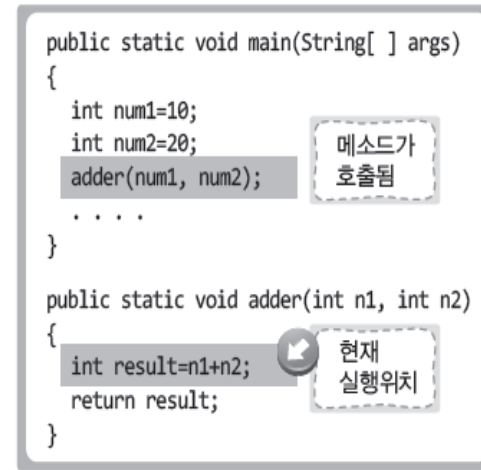 public static void main(String[ ] args)
{
int num1=10;
int num2=20;
adder(num1, num2);
메소드가
호출됨
. . . .
}
public static void adder(int n1, int n2)
{
int result=n1+n2;
현재
실행위치
return result;
}